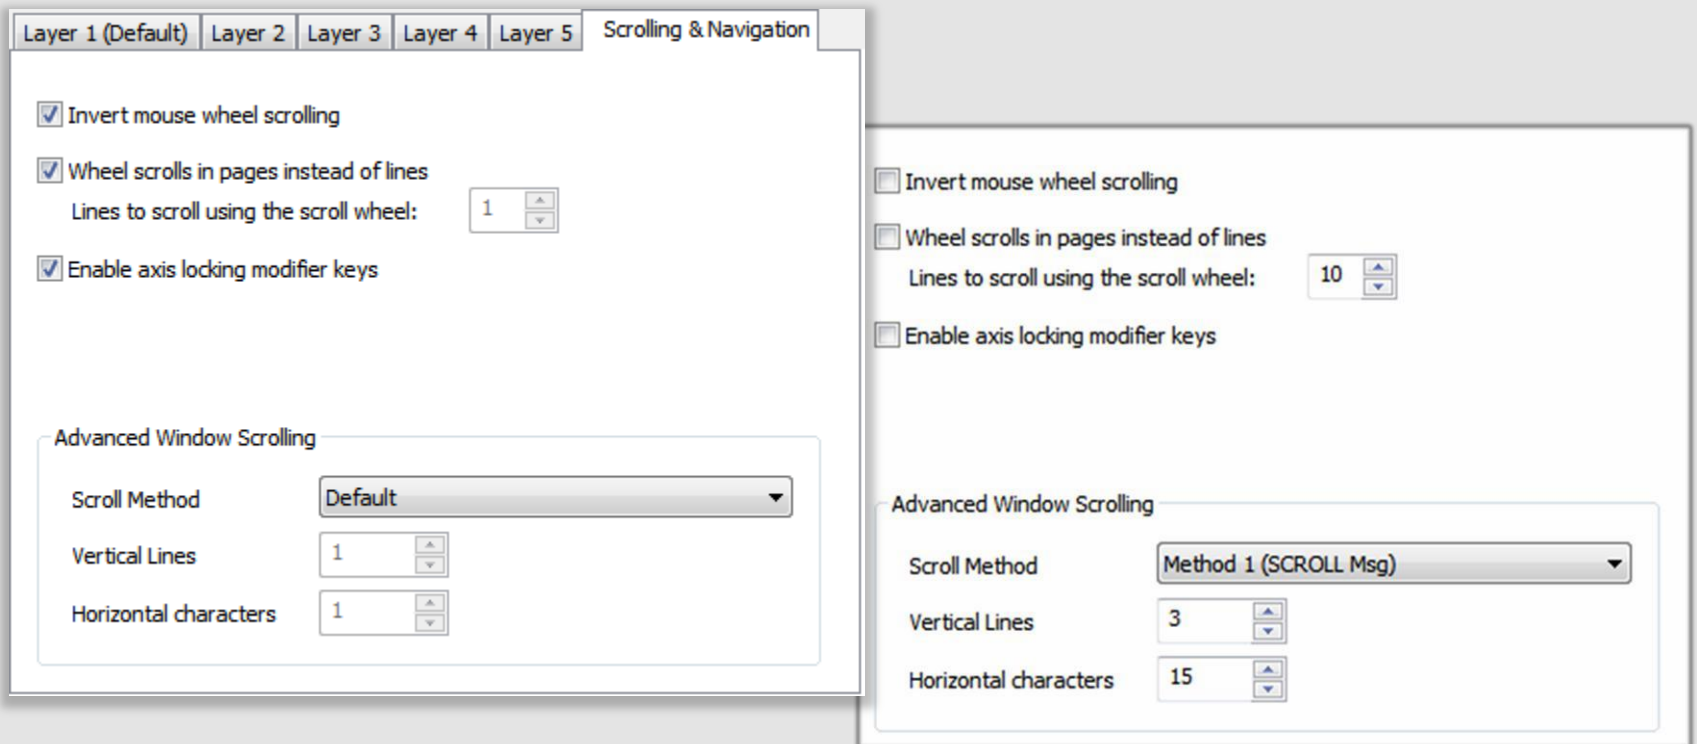 Layer 1 (Default) Layer 2 Layer 3 Layer 4 Layer 5 Scrolling & Navigation
Invert mouse wheel scrolling
Wheel scrolls in pages instead of lines
Lines to scroll using the scroll wheel: 1
Enable axis locking modifier keys
Advanced Window Scrolling
Scroll Method Default
Vertical Lines 1
Horizontal characters 1
Invert mouse wheel scrolling
Wheel scrolls in pages instead of lines
Lines to scroll using the scroll wheel: 10
Enable axis locking modifier keys
Advanced Window Scrolling
Scroll Method Method 1 (SCROLL Msg)
Vertical Lines 3
Horizontal characters 15